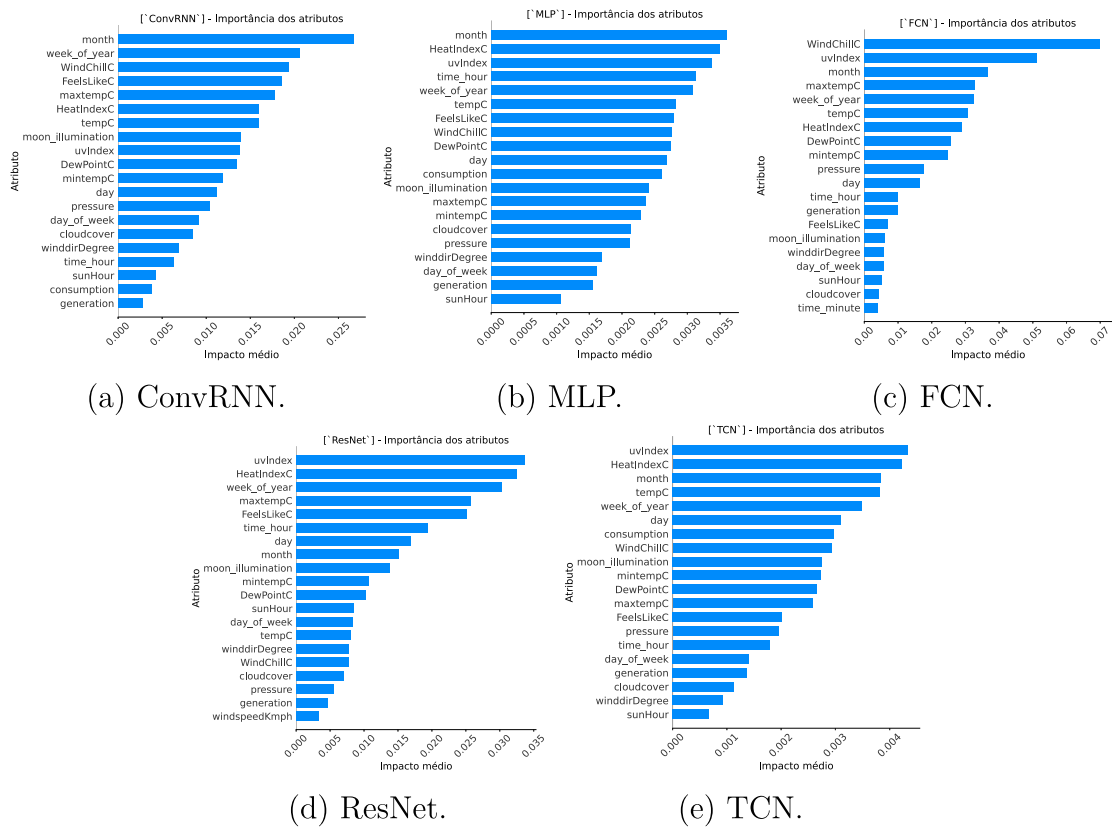 [`ConvRNN`] - Importância dos atributos
month
week_of_year
WindChillC
FeelsLikeC
maxtempC
HeatIndexC
tempC
moon_illumination
uvIndex
DewPointC
mintempC
day
pressure
day_of_week
cloudcover
winddirDegree
time_hour
sunHour
consumption
generation
Atributo
0.000 0.005 0.010 0.015 0.020 0.025
Impacto médio
(a) ConvRNN.
[`MLP`] - Importância dos atributos
month
HeatIndexC
uvIndex
time_hour
week_of_year
tempC
FeelsLikeC
WindChillC
DewPointC
day
consumption
moon_illumination
maxtempC
mintempC
cloudcover
pressure
winddirDegree
day_of_week
generation
sunHour
Atributo
0.0000 0.0005 0.0010 0.0015 0.0020 0.0025 0.0030 0.0035
Impacto médio
(b) MLP.
[`FCN`] - Importância dos atributos
WindChillC
uvIndex
month
maxtempC
week_of_year
tempC
HeatIndexC
DewPointC
mintempC
pressure
day
time_hour
generation
FeelsLikeC
moon_illumination
winddirDegree
day_of_week
sunHour
cloudcover
time_minute
Atributo
0.00 0.01 0.02 0.03 0.04 0.05 0.06 0.07
Impacto médio
(c) FCN.
[`ResNet`] - Importância dos atributos
uvIndex
HeatIndexC
week_of_year
maxtempC
FeelsLikeC
time_hour
day
month
moon_illumination
mintempC
DewPointC
sunHour
day_of_week
tempC
winddirDegree
WindChillC
cloudcover
pressure
generation
windspeedKmph
Atributo
0.000 0.005 0.010 0.015 0.020 0.025 0.030 0.035
Impacto médio
(d) ResNet.
[`TCN`] - Importância dos atributos
uvIndex
HeatIndexC
month
tempC
week_of_year
day
consumption
WindChillC
moon_illumination
mintempC
DewPointC
maxtempC
FeelsLikeC
pressure
time_hour
day_of_week
generation
cloudcover
winddirDegree
sunHour
Atributo
0.000 0.001 0.002 0.003 0.004
Impacto médio
(e) TCN.